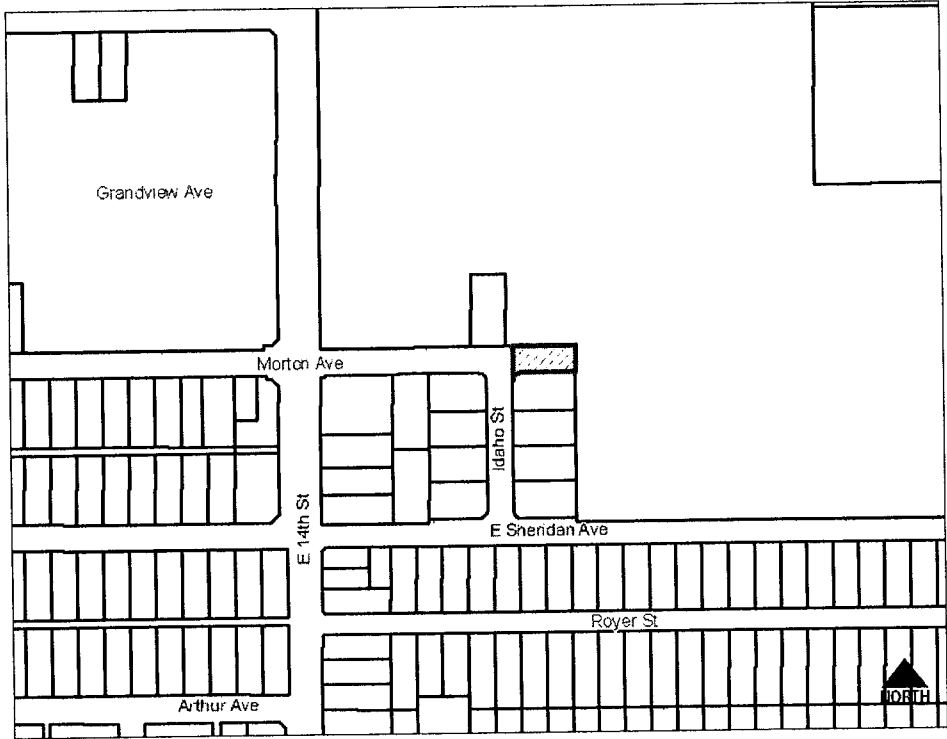 Grandview Ave
Morton Ave
Idaho St
E 14th St
E Sheridan Ave
Royer St
NORTH
Arthur Ave